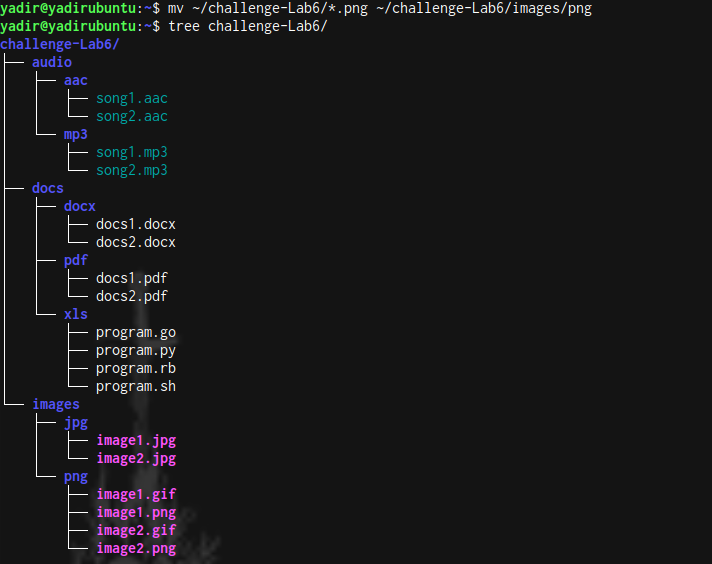 yadir@yadirubuntu:~$ mv ~/challenge-Lab6/*.png ~/challenge-Lab6/images/png
yadir@yadirubuntu:~$ tree challenge-Lab6/
challenge-Lab6/
├── audio
│   ├── aac
│   │   ├── song1.aac
│   │   └── song2.aac
│   └── mp3
│       ├── song1.mp3
│       └── song2.mp3
├── docs
│   ├── docx
│   │   ├── docs1.docx
│   │   └── docs2.docx
│   ├── pdf
│   │   ├── docs1.pdf
│   │   └── docs2.pdf
│   └── xls
│       ├── program.go
│       ├── program.py
│       ├── program.rb
│       └── program.sh
└── images
    ├── jpg
    │   ├── image1.jpg
    │   └── image2.jpg
    └── png
        ├── image1.gif
        ├── image1.png
        ├── image2.gif
        └── image2.png